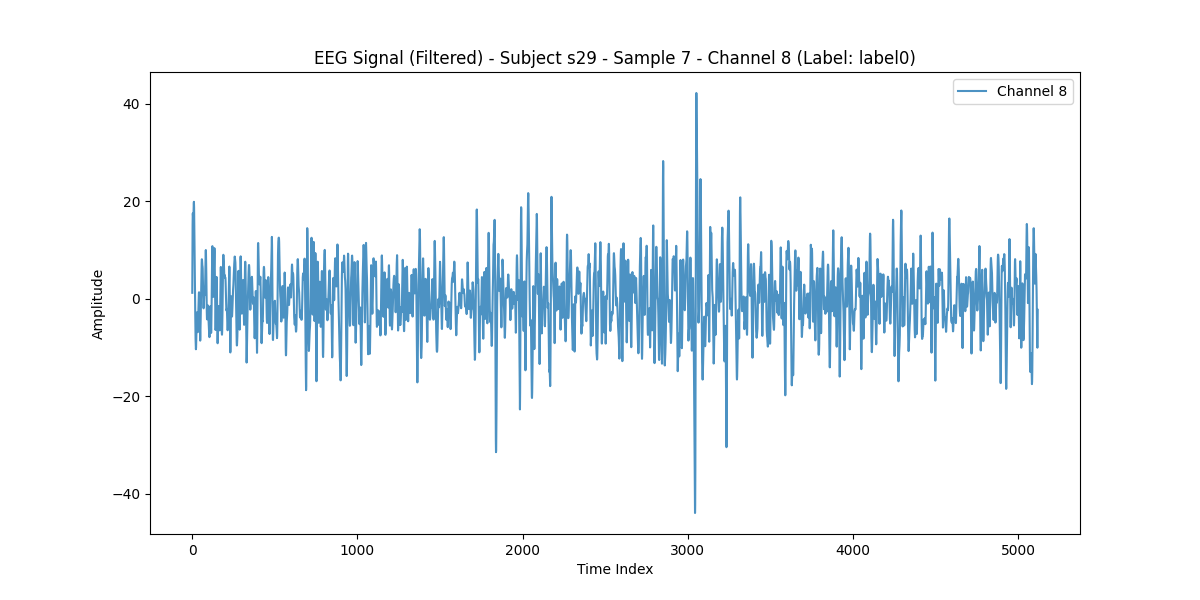 EEG Signal (Filtered) - Subject s29 - Sample 7 - Channel 8 (Label: label0)
Channel 8
40
20
0
−20
−40
Amplitude
0 1000 2000 3000 4000 5000
Time Index